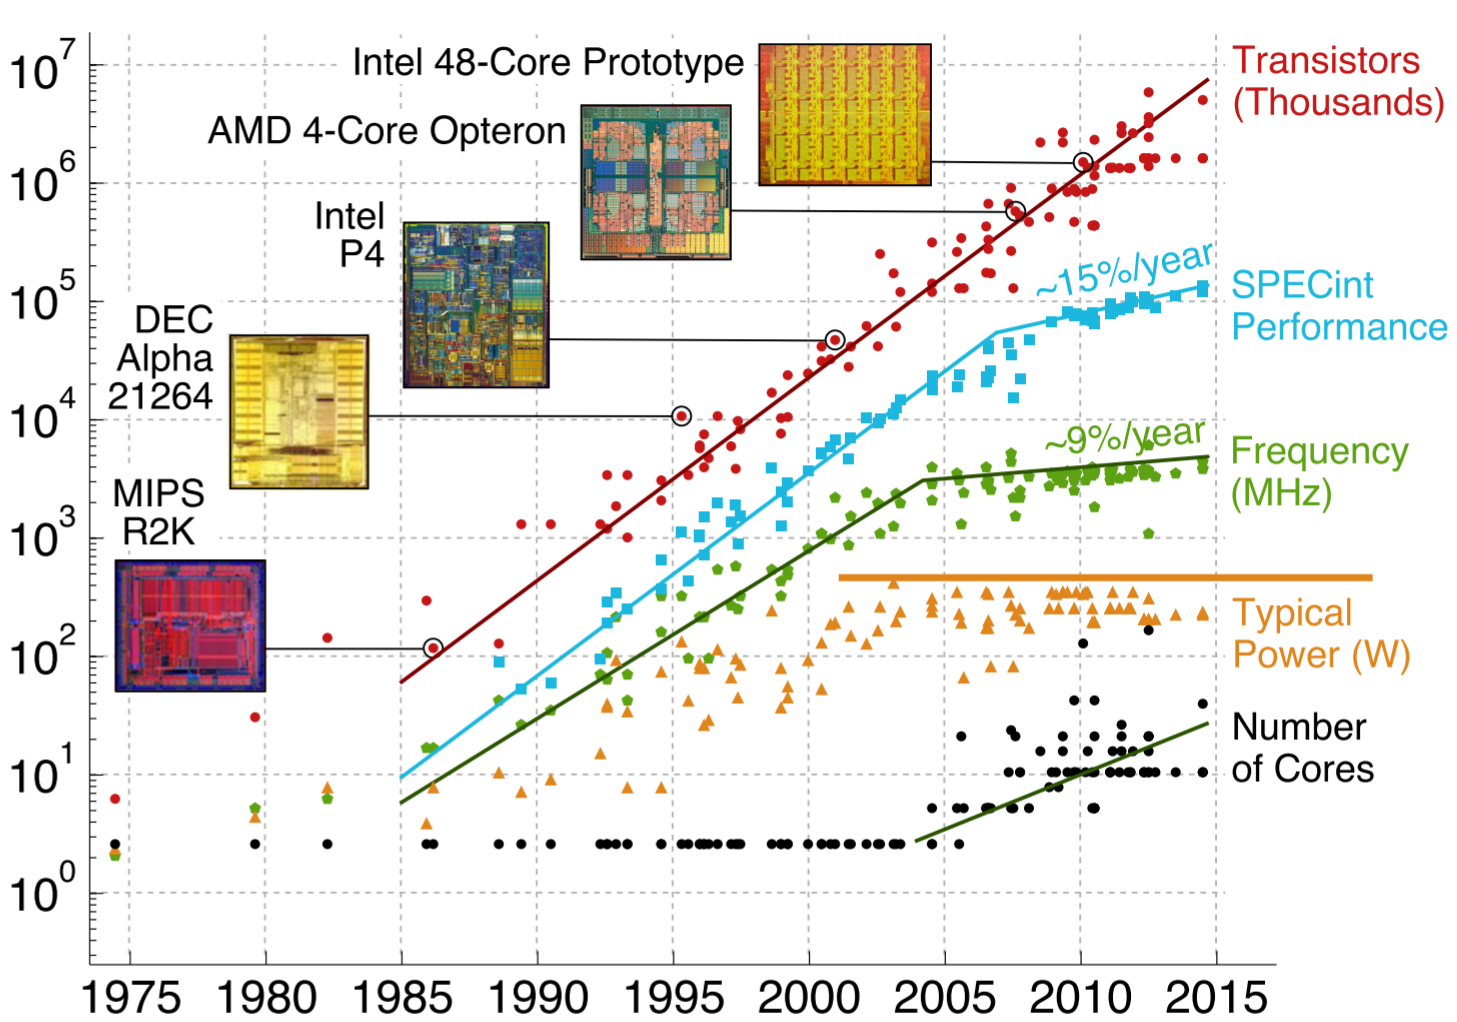 10^7
10^6
10^5
10^4
10^3
10^2
10^1
10^0
1975
1980
1985
1990
1995
2000
2005
2010
2015
Intel 48-Core Prototype
AMD 4-Core Opteron
Intel
P4
DEC
Alpha
21264
MIPS
R2K
Transistors
(Thousands)
~15%/year
SPECint
Performance
~9%/year
Frequency
(MHz)
Typical
Power (W)
Number
of Cores